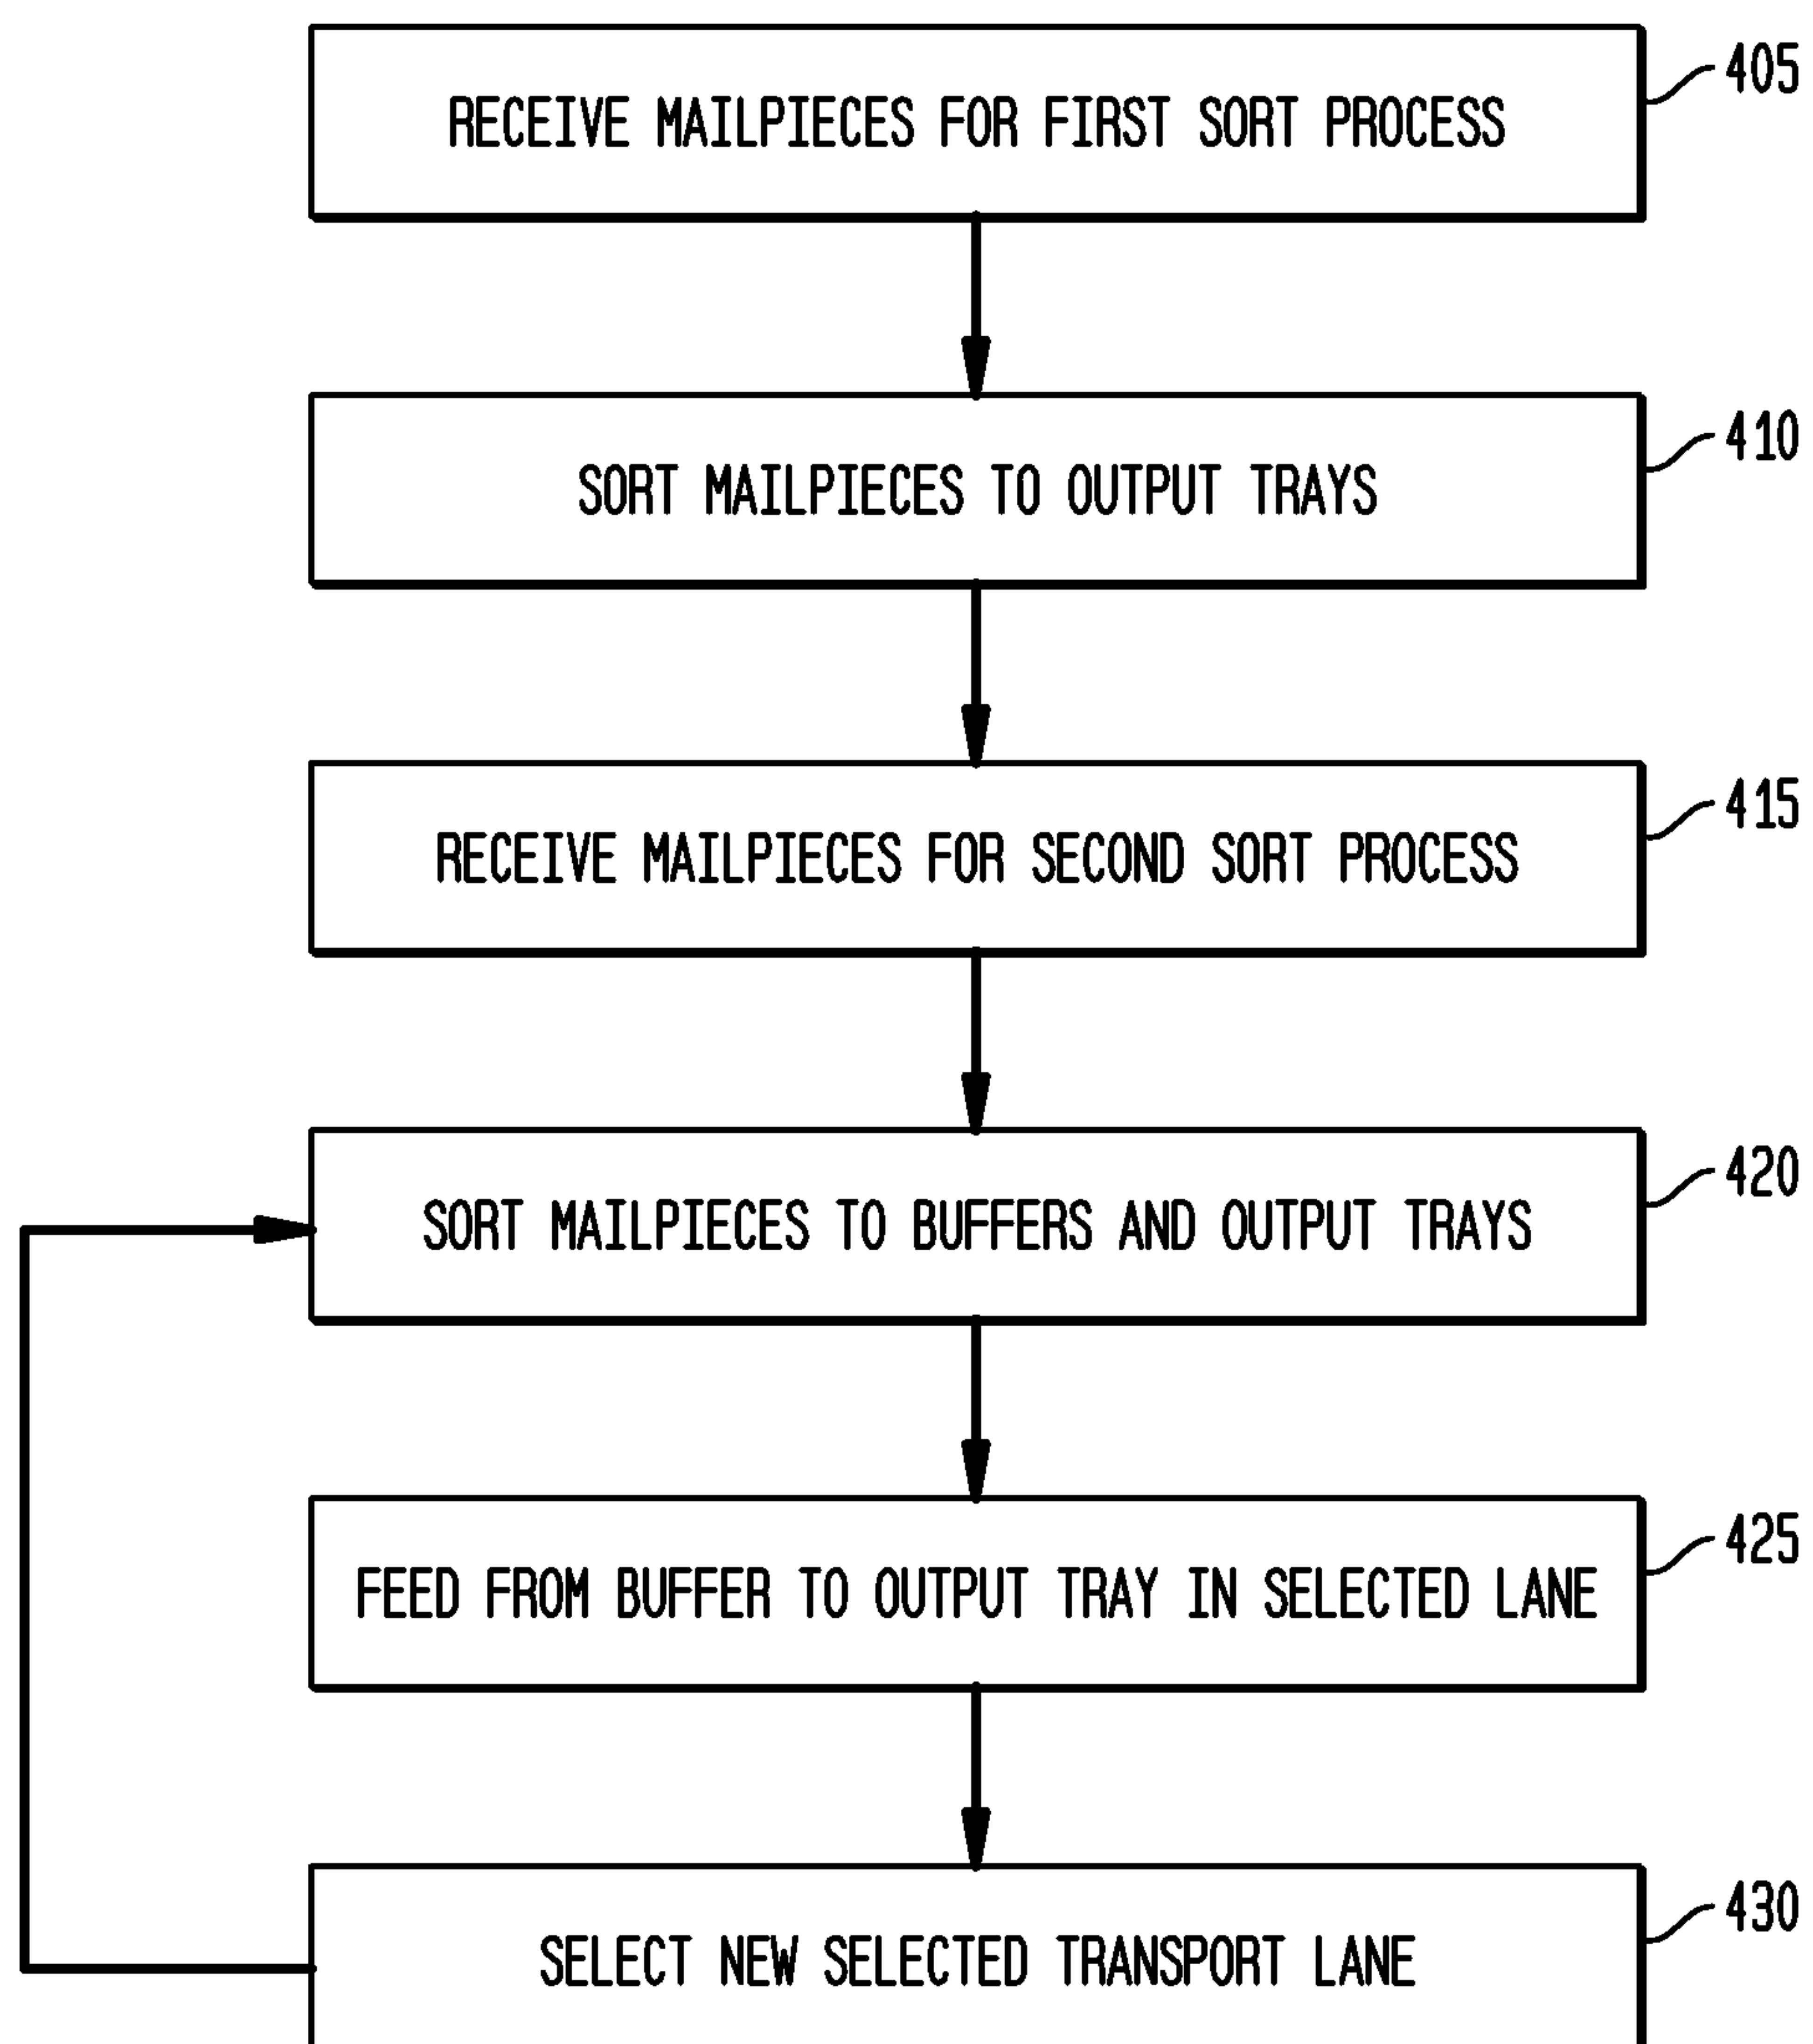 RECEIVE MAILPIECES FOR FIRST SORT PROCESS
405
SORT MAILPIECES TO OUTPUT TRAYS
410
RECEIVE MAILPIECES FOR SECOND SORT PROCESS
415
SORT MAILPIECES TO BUFFERS AND OUTPUT TRAYS
420
FEED FROM BUFFER TO OUTPUT TRAY IN SELECTED LANE
425
SELECT NEW SELECTED TRANSPORT LANE
430